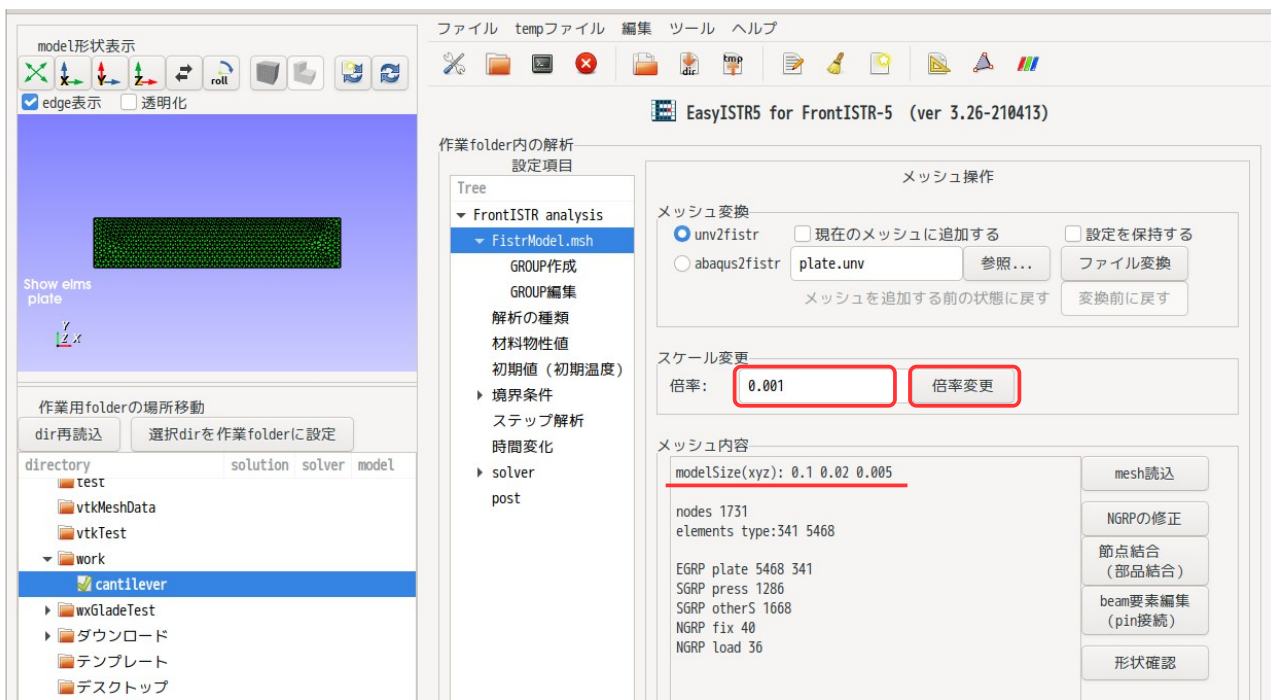 model形状表示
roll
edge表示
透明化
Show elms
plate
Y
Z X
作業用folderの場所移動
dir再読込
選択dirを作業folderに設定
directory solution solver model
test
vtkMeshData
vtkTest
work
cantilever
wxGladeTest
ダウンロード
テンプレート
デスクトップ
ファイル tempファイル 編集 ツール ヘルプ
dir tmp
EasyISTR5 for FrontISTR-5 (ver 3.26-210413)
作業folder内の解析
設定項目
Tree
FrontISTR analysis
FistrModel.msh
GROUP作成
GROUP編集
解析の種類
材料物性値
初期値 (初期温度)
境界条件
ステップ解析
時間変化
solver
post
メッシュ操作
メッシュ変換
unv2fistr 現在のメッシュに追加する 設定を保持する
abaqus2fistr plate.unv 参照... ファイル変換
メッシュを追加する前の状態に戻す 変換前に戻す
スケール変更
倍率: 0.001 倍率変更
メッシュ内容
modelSize(xyz): 0.1 0.02 0.005
nodes 1731
elements type:341 5468
EGRP plate 5468 341
SGRP press 1286
SGRP otherS 1668
NGRP fix 40
NGRP load 36
mesh読込
NGRPの修正
節点結合
(部品結合)
beam要素編集
(pin接続)
形状確認